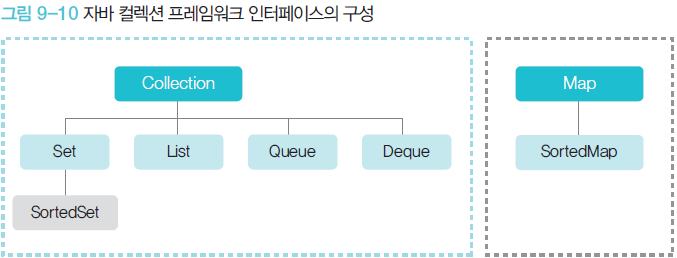 그림 9-10 자바 컬렉션 프레임워크 인터페이스의 구성
Collection
Map
Set
List
Queue
Deque
SortedMap
SortedSet